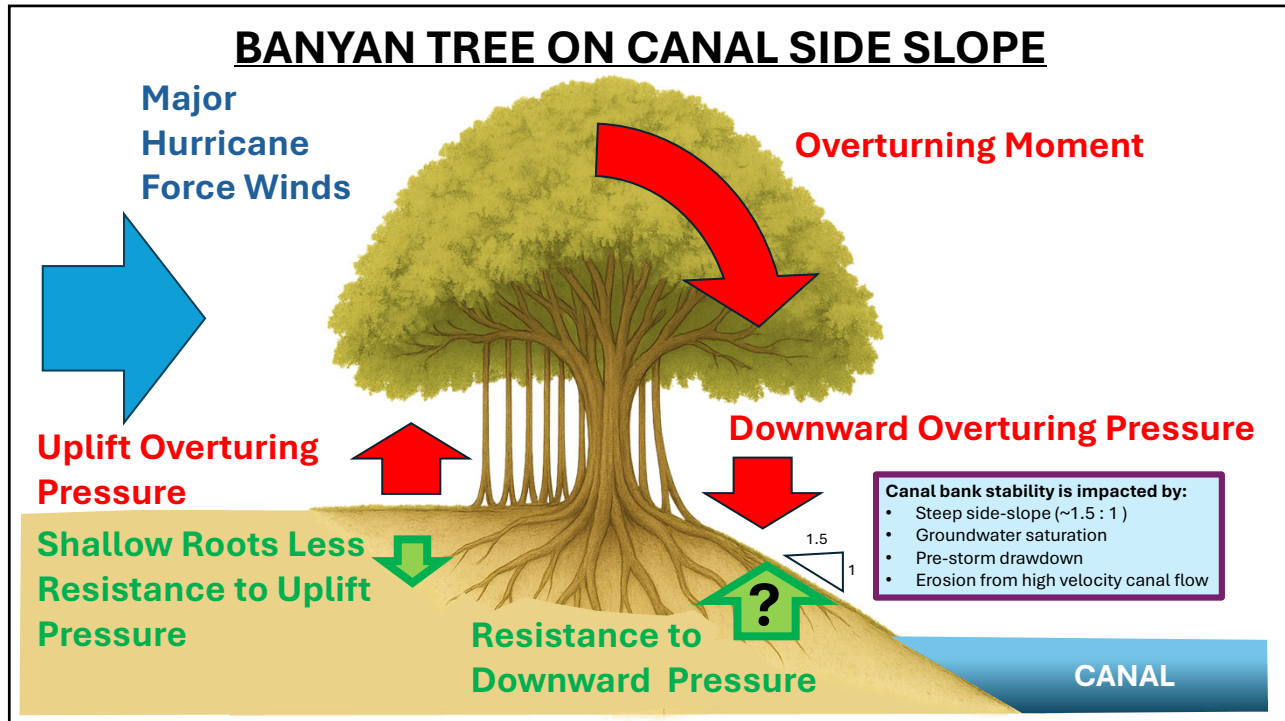 BANYAN TREE ON CANAL SIDE SLOPE
Major
Hurricane
Force Winds
Overturning Moment
Uplift Overturing
Pressure
Downward Overturing Pressure
Shallow Roots Less
Resistance to Uplift
Pressure
Canal bank stability is impacted by:
• Steep side-slope (~1.5 : 1 )
• Groundwater saturation
• Pre-storm drawdown
• Erosion from high velocity canal flow
1.5
1
?
Resistance to
Downward Pressure
CANAL